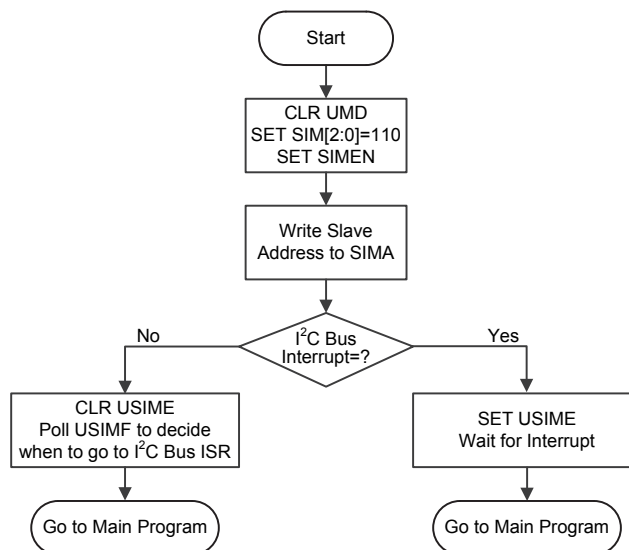 Start
CLR UMD
SET SIM[2:0]=110
SET SIMEN
Write Slave
Address to SIMA
I²C Bus
Interrupt=?
No
Yes
CLR USIME
Poll USIMF to decide
when to go to I²C Bus ISR
SET USIME
Wait for Interrupt
Go to Main Program
Go to Main Program